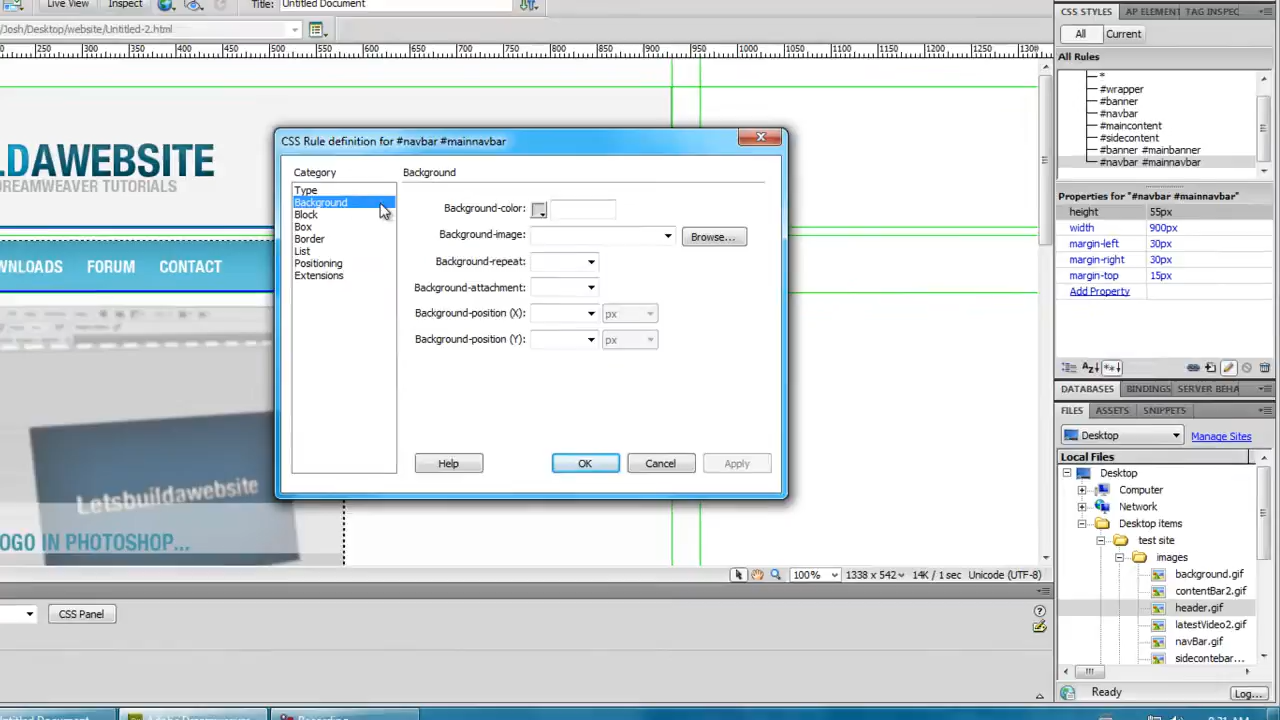 Live View
Inspect
Title:
Untitled Document
/Josh/Desktop/website/Untitled-2.html
250 300 350 400 450 500 550 600 650 700 750 800 850 900 950 1000 1050 1100 1150 1200 1250 1300
LDAWEBSITE
DREAMWEAVER TUTORIALS
WNLOADS FORUM CONTACT
Letsbuildawebsite
OGO IN PHOTOSHOP...
CSS Rule definition for #navbar #mainnavbar
Category
Type
Background
Block
Box
Border
List
Positioning
Extensions
Background
Background-color:
Background-image:
Browse...
Background-repeat:
Background-attachment:
Background-position (X):
px
Background-position (Y):
px
Help
OK
Cancel
Apply
100%
1338 x 542
14K / 1 sec
Unicode (UTF-8)
CSS Panel
CSS STYLES
AP ELEMENT
TAG INSPEC
All
Current
All Rules
*
#wrapper
#banner
#navbar
#maincontent
#sidecontent
#banner #mainbanner
#navbar #mainnavbar
Properties for "#navbar #mainnavbar"
height 55px
width 900px
margin-left 30px
margin-right 30px
margin-top 15px
Add Property
DATABASES
BINDINGS
SERVER BEHA
FILES
ASSETS
SNIPPETS
Desktop
Manage Sites
Local Files
Desktop
Computer
Network
Desktop items
test site
images
background.gif
contentBar2.gif
header.gif
latestVideo2.gif
navBar.gif
sidecontebar...
Ready
Log...